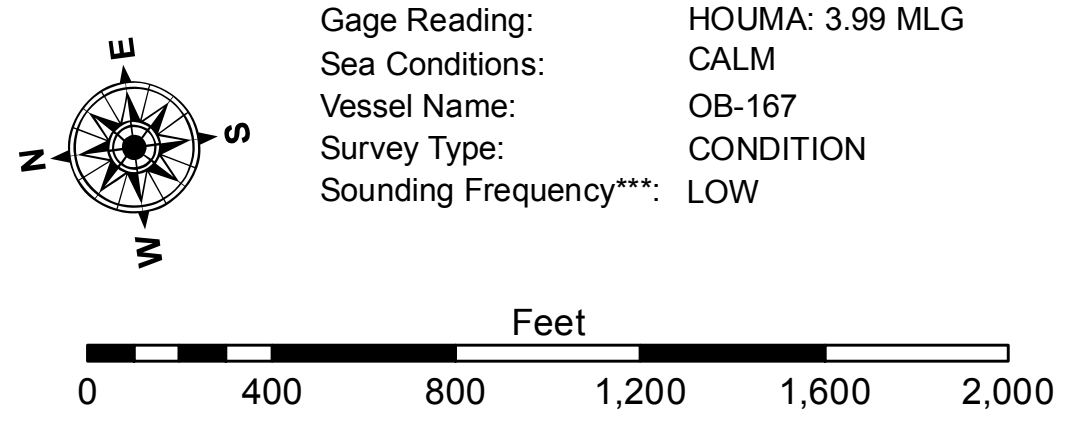 Gage Reading: HOUMA: 3.99 MLG
Sea Conditions: CALM
Vessel Name: OB-167
Survey Type: CONDITION
Sounding Frequency***: LOW
E
S
N
W
Feet
0 400 800 1,200 1,600 2,000